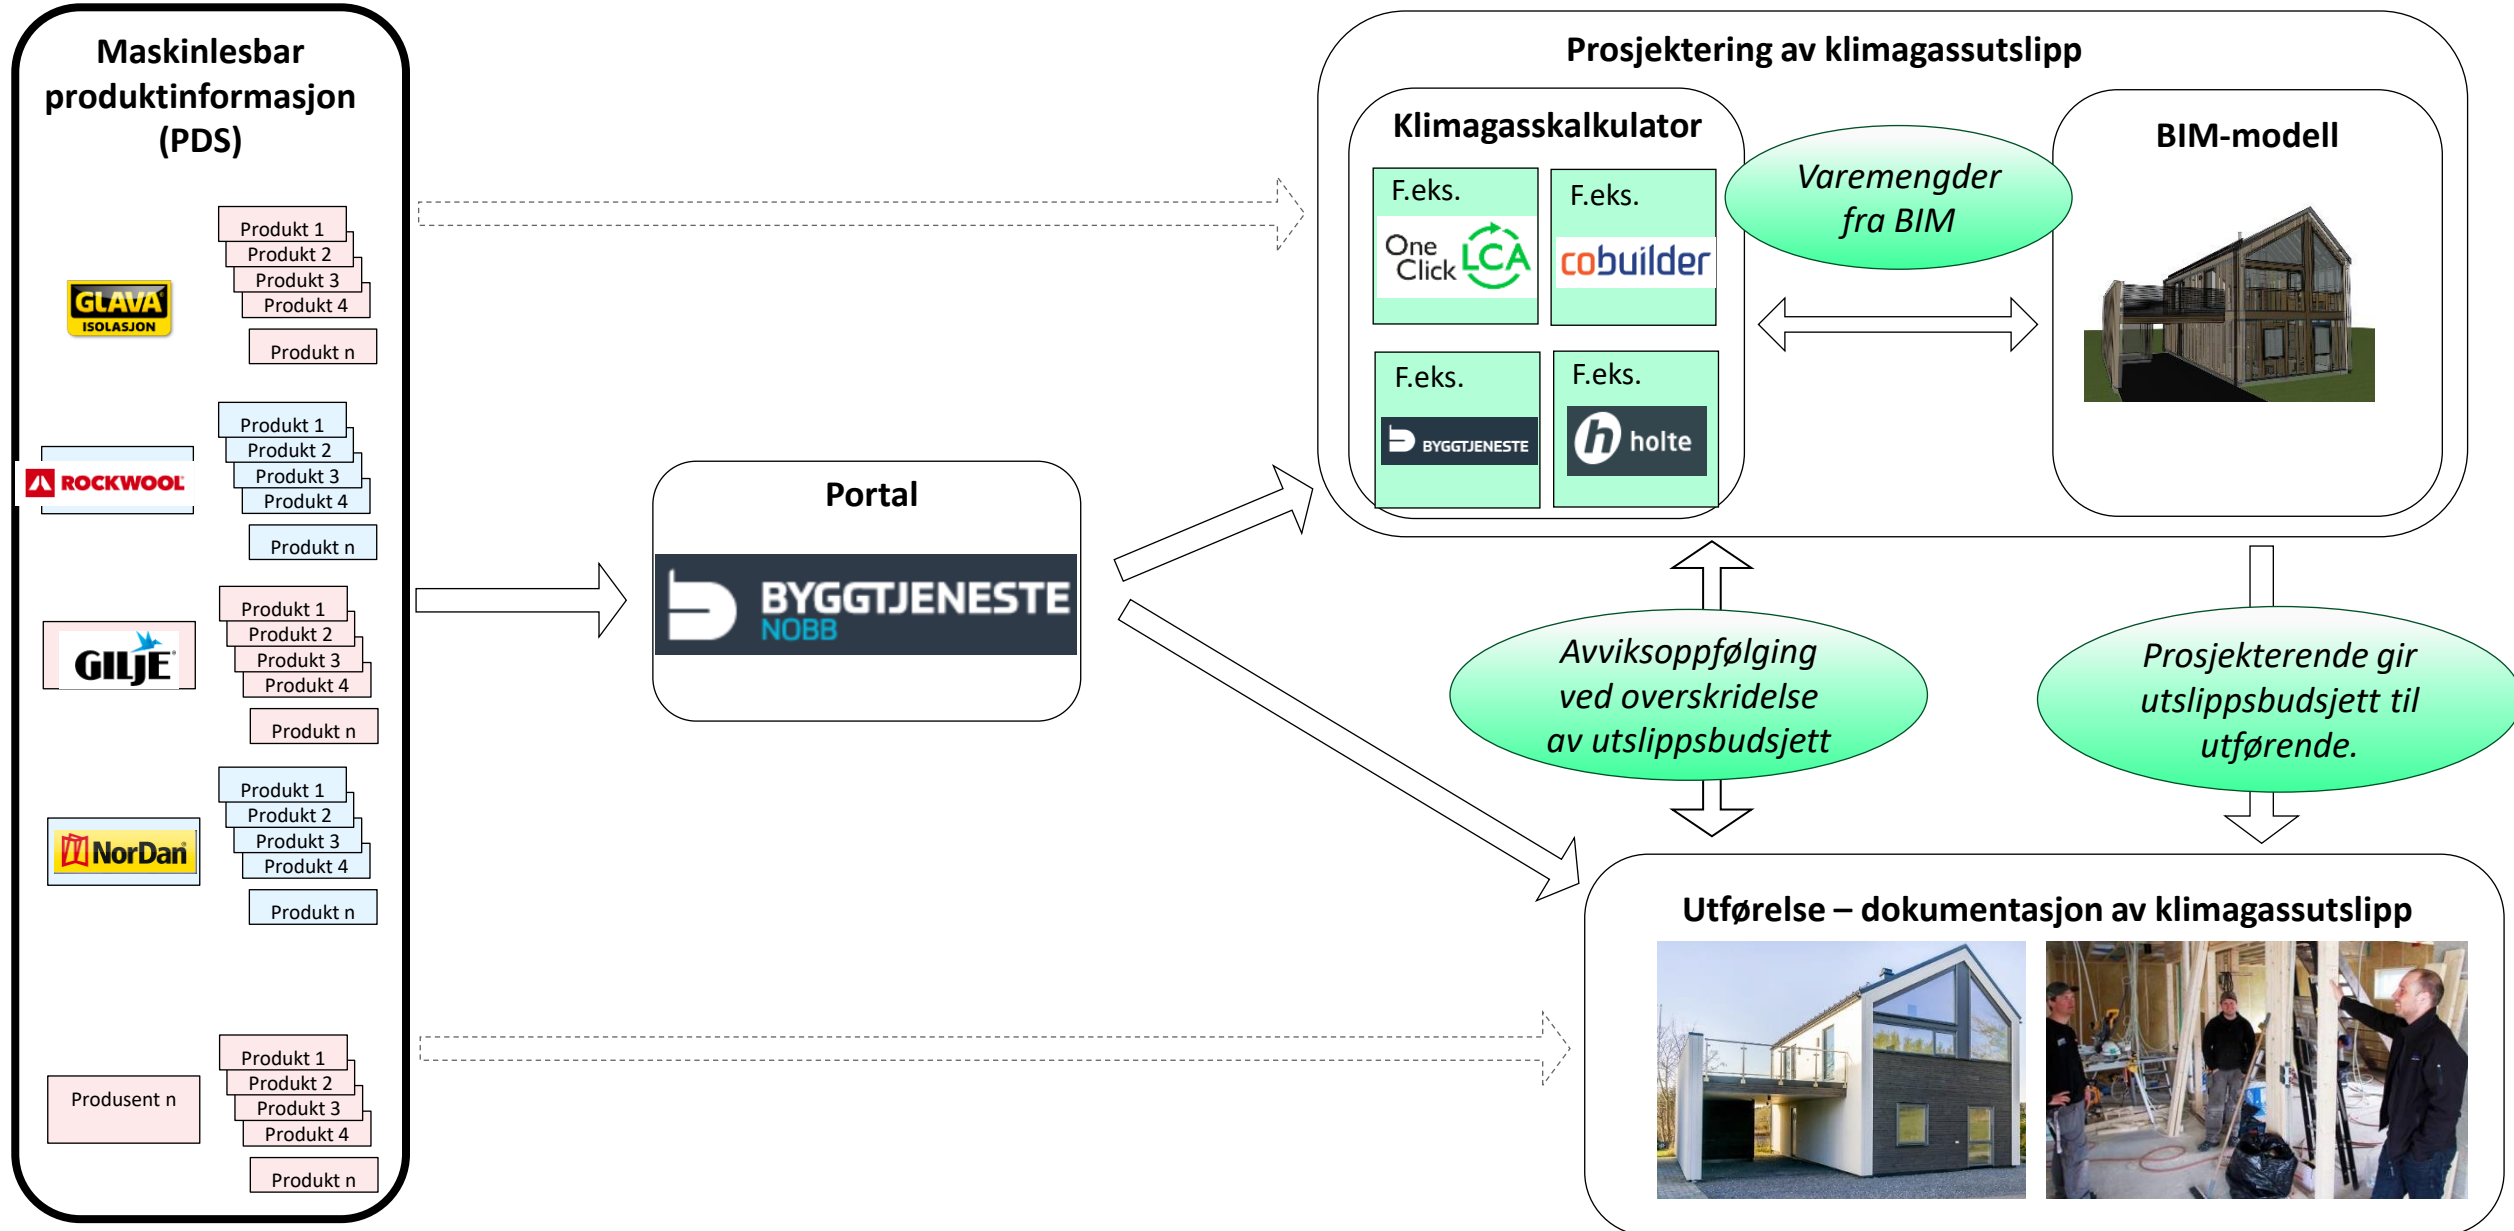 Maskinlesbar
produktinformasjon
(PDS)
GLAVA
ISOLASJON
Produkt 1
Produkt 2
Produkt 3
Produkt 4
Produkt n
ROCKWOOL
Produkt 1
Produkt 2
Produkt 3
Produkt 4
Produkt n
GILJE
Produkt 1
Produkt 2
Produkt 3
Produkt 4
Produkt n
NorDan
Produkt 1
Produkt 2
Produkt 3
Produkt 4
Produkt n
Produsent n
Produkt 1
Produkt 2
Produkt 3
Produkt 4
Produkt n
Portal
BYGGTJENESTE
NOBB
Prosjektering av klimagassutslipp
Klimagasskalkulator
F.eks.
One
Click LCA
F.eks.
cobuilder
F.eks.
BYGGTJENESTE
F.eks.
h holte
Varemengder
fra BIM
BIM-modell
Avviksoppfølging
ved overskridelse
av utslippsbudsjett
Prosjekterende gir
utslippsbudsjett til
utførende.
Utførelse – dokumentasjon av klimagassutslipp